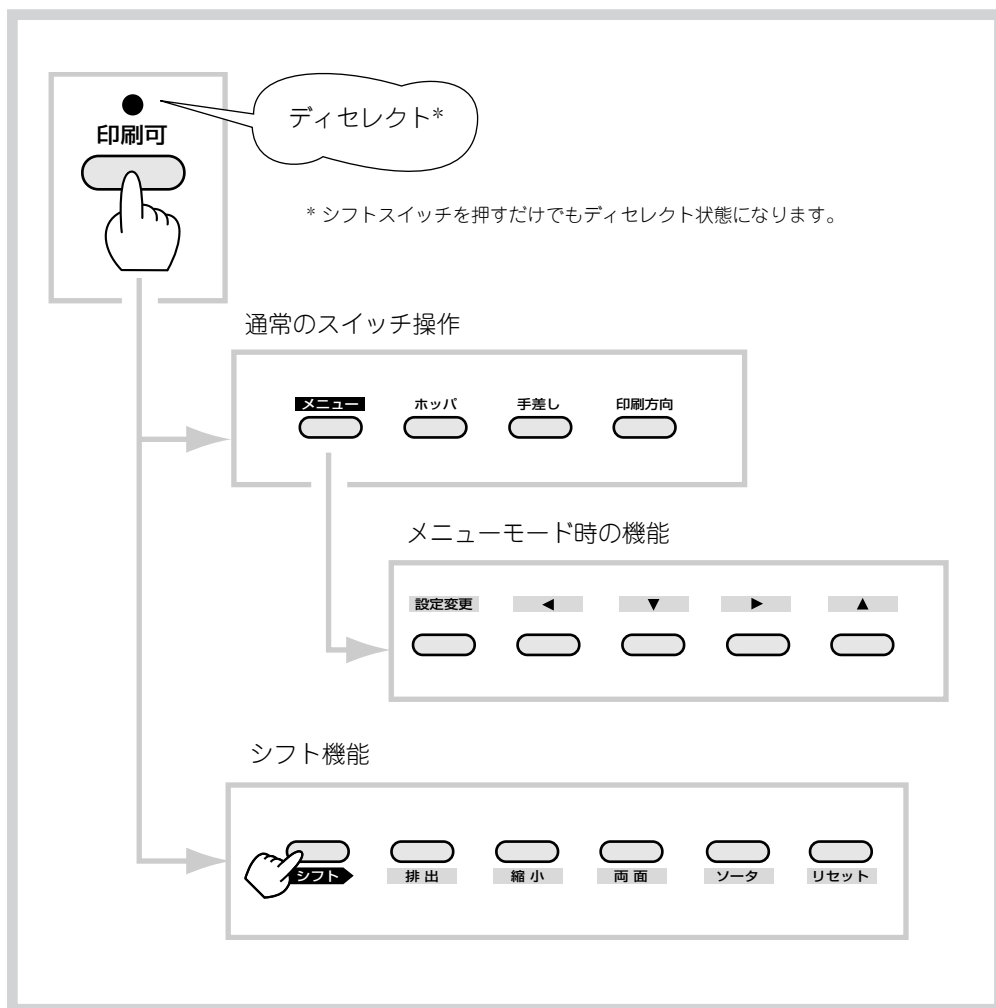 ディセレクト*
印刷可
* シフトスイッチを押すだけでもディセレクト状態になります。
通常のスイッチ操作
メニュー ホッパ 手差し 印刷方向
メニューモード時の機能
設定変更 ◀ ▼ ▶ ▲
シフト機能
シフト 排出 縮小 両面 ソータ リセット